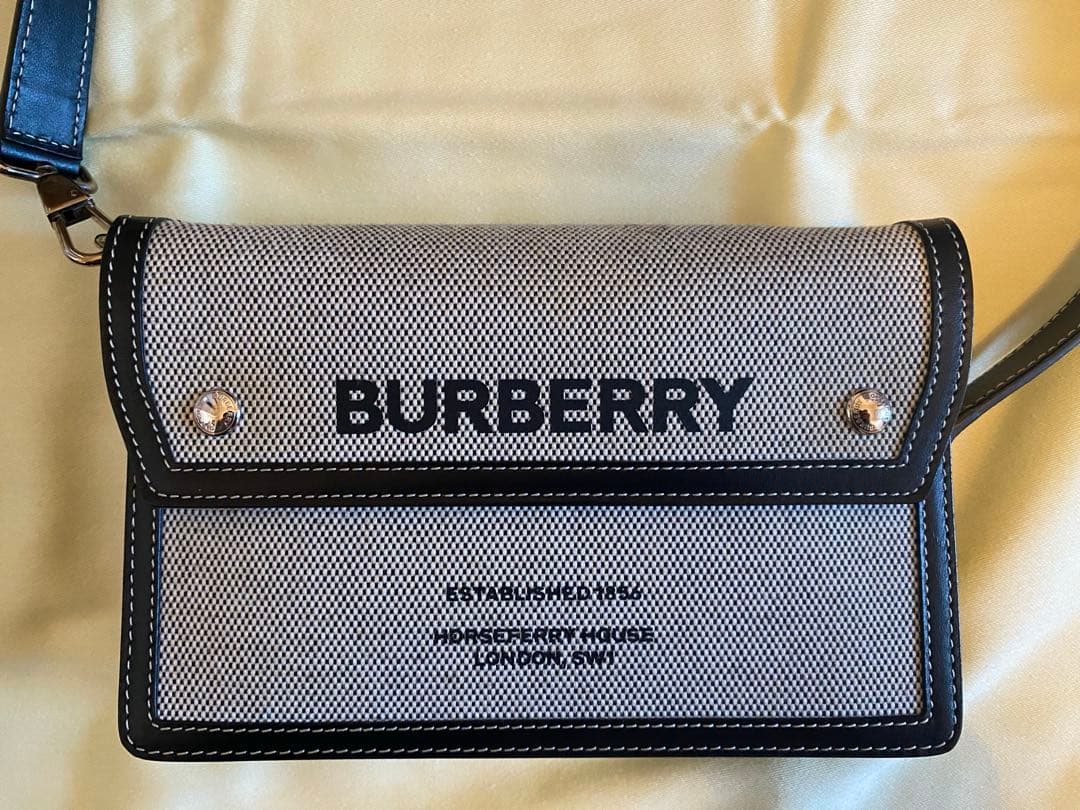 BURBERRY
ESTABLISHED 1856
HORSEFERRY HOUSE
LONDON, SW1